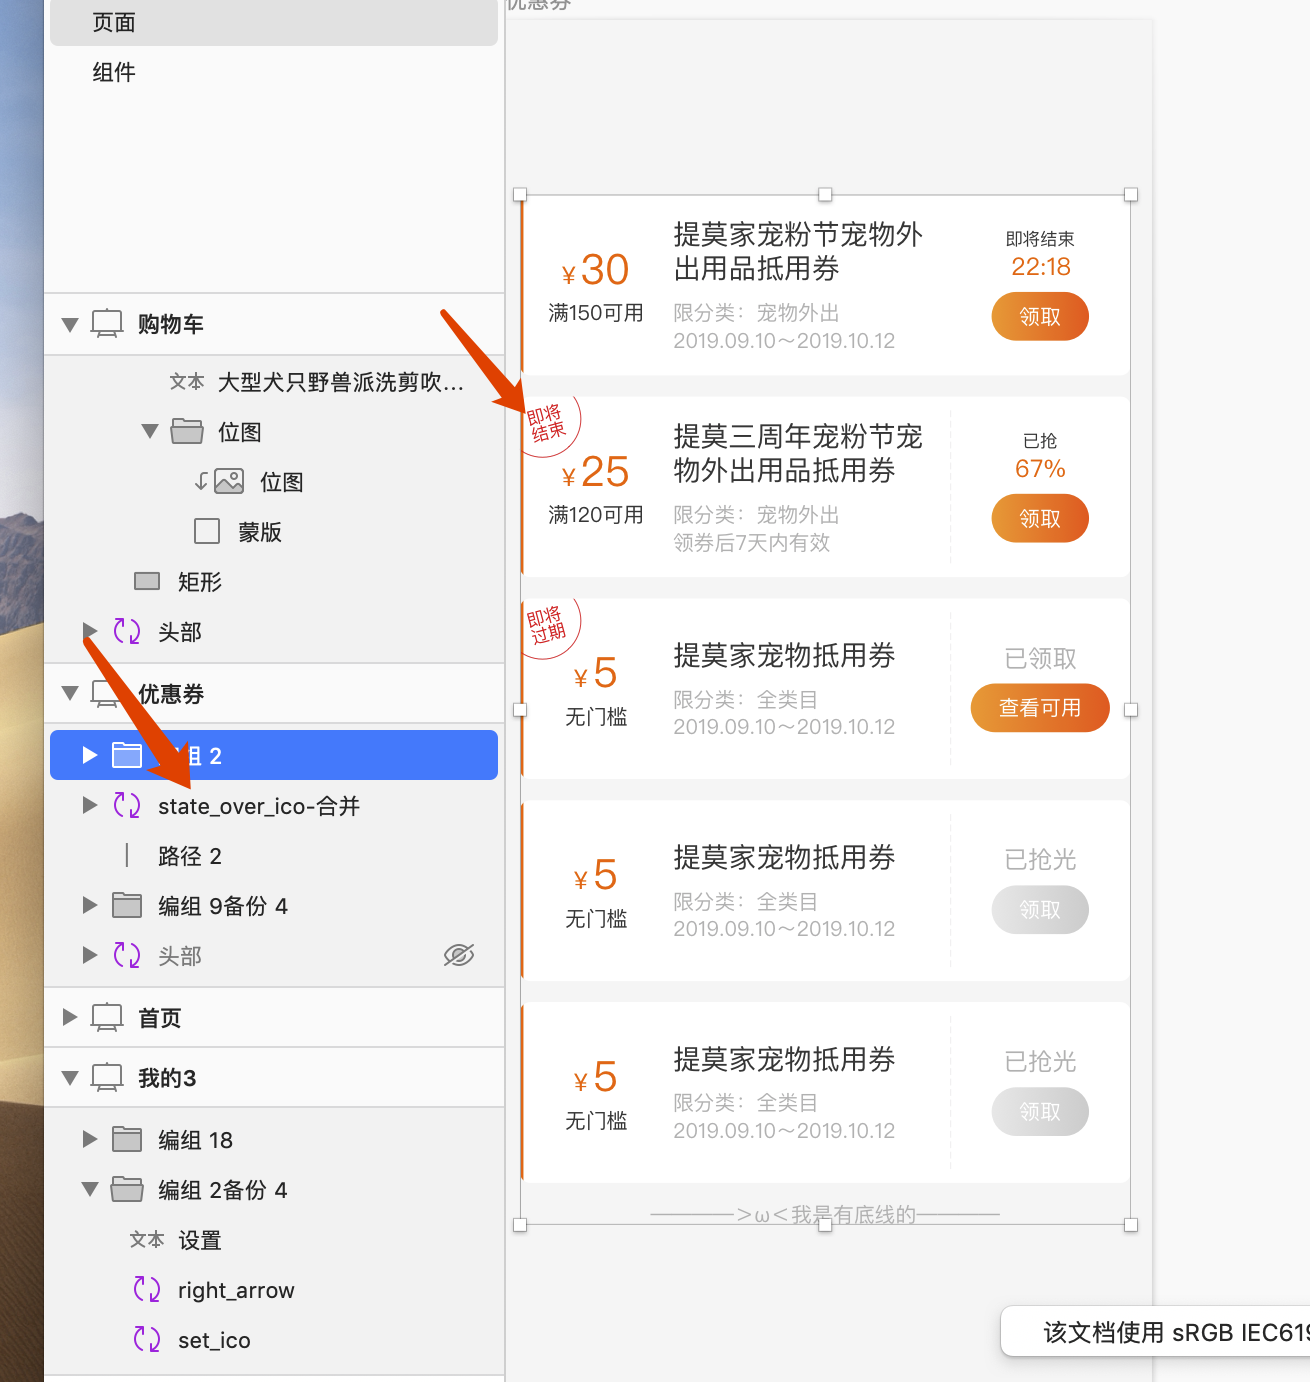 页面
组件
购物车
文本 大型犬只野兽派洗剪吹...
位图
位图
蒙版
矩形
头部
优惠券
组 2
state_over_ico-合并
路径 2
编组 9备份 4
头部
首页
我的3
编组 18
编组 2备份 4
文本 设置
right_arrow
set_ico
优惠券
¥30
满150可用
提莫家宠粉节宠物外
出用品抵用券
限分类：宠物外出
2019.09.10～2019.10.12
即将结束
22:18
领取
即将
结束
¥25
满120可用
提莫三周年宠粉节宠
物外出用品抵用券
限分类：宠物外出
领券后7天内有效
已抢
67%
领取
即将
过期
¥5
无门槛
提莫家宠物抵用券
限分类：全类目
2019.09.10～2019.10.12
已领取
查看可用
¥5
无门槛
提莫家宠物抵用券
限分类：全类目
2019.09.10～2019.10.12
已抢光
领取
¥5
无门槛
提莫家宠物抵用券
限分类：全类目
2019.09.10～2019.10.12
已抢光
领取
————＞ω＜我是有底线的————
该文档使用 sRGB IEC619